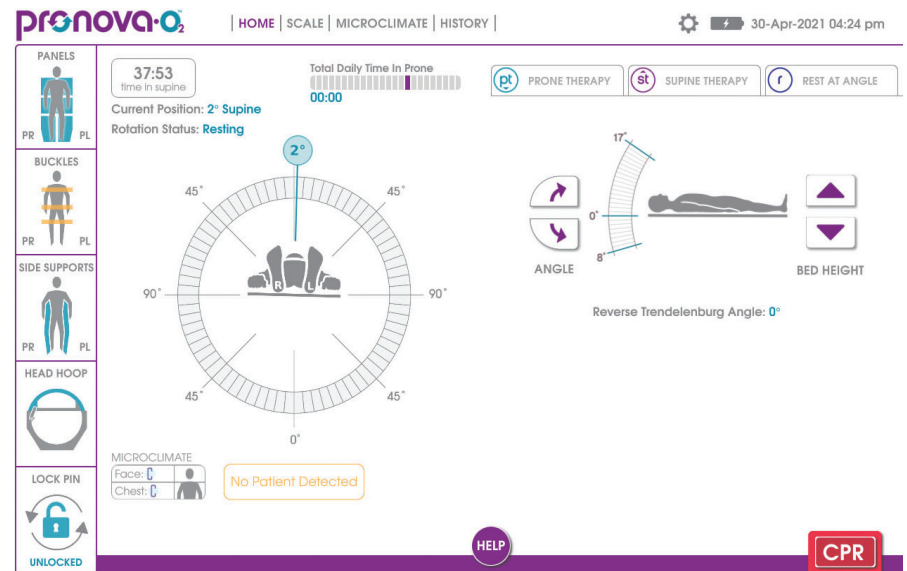 pronova·O2
| HOME | SCALE | MICROCLIMATE | HISTORY |
30-Apr-2021 04:24 pm
PANELS
PR PL
BUCKLES
PR PL
SIDE SUPPORTS
PR PL
HEAD HOOP
LOCK PIN
UNLOCKED
37:53
time in supine
Total Daily Time In Prone
00:00
Current Position: 2° Supine
Rotation Status: Resting
pt PRONE THERAPY
st SUPINE THERAPY
r REST AT ANGLE
2°
45° 45°
R L
90° 90°
45° 45°
0°
17°
0°
8°
ANGLE
BED HEIGHT
Reverse Trendelenburg Angle: 0°
MICROCLIMATE
Face: C
Chest: C
No Patient Detected
HELP
CPR